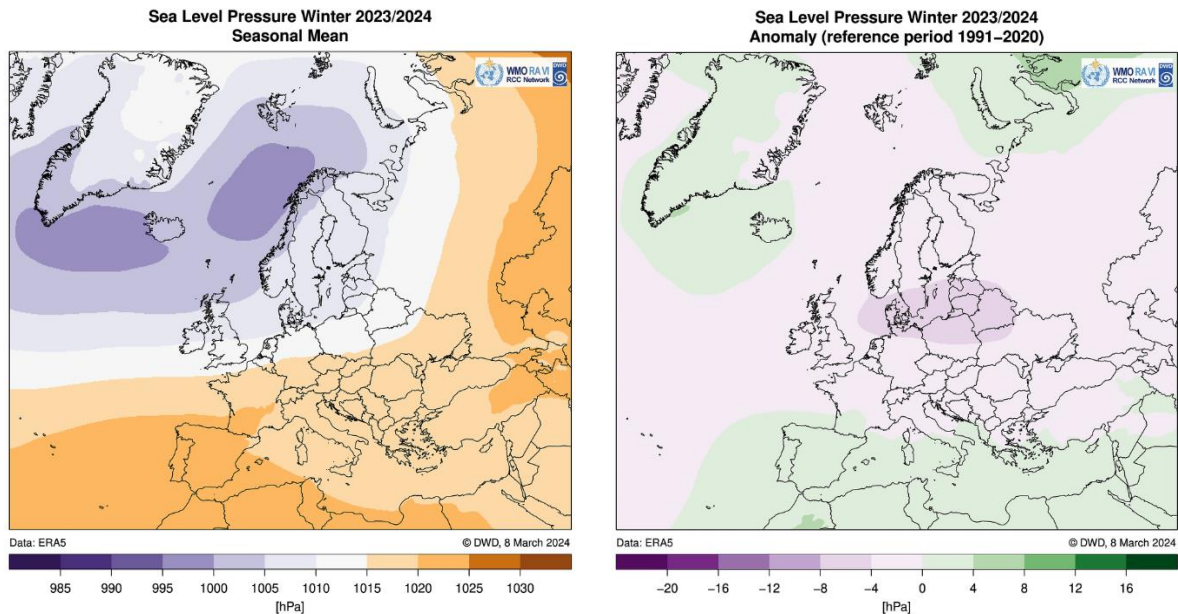 Sea Level Pressure Winter 2023/2024
Seasonal Mean
WMO RA VI
RCC Network
DWD
Data: ERA5
© DWD, 8 March 2024
985 990 995 1000 1005 1010 1015 1020 1025 1030
[hPa]
Sea Level Pressure Winter 2023/2024
Anomaly (reference period 1991−2020)
WMO RA VI
RCC Network
DWD
Data: ERA5
© DWD, 8 March 2024
−20 −16 −12 −8 −4 0 4 8 12 16
[hPa]